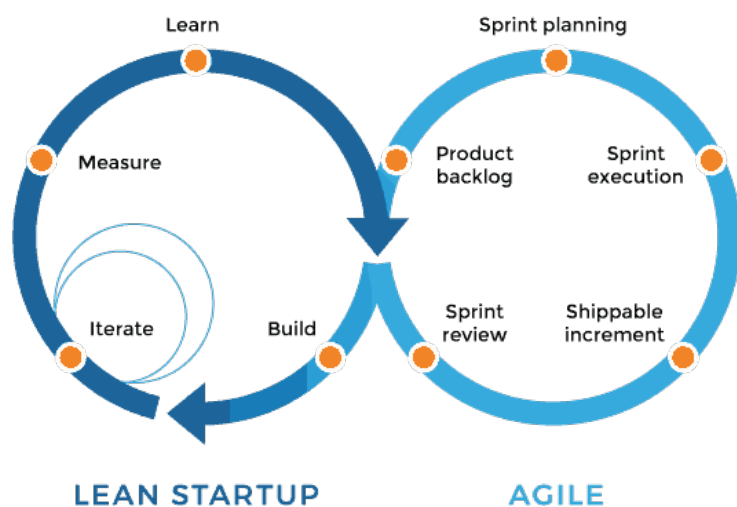 Learn
Sprint planning
Measure
Product
backlog
Sprint
execution
Iterate
Build
Sprint
review
Shippable
increment
LEAN STARTUP
AGILE